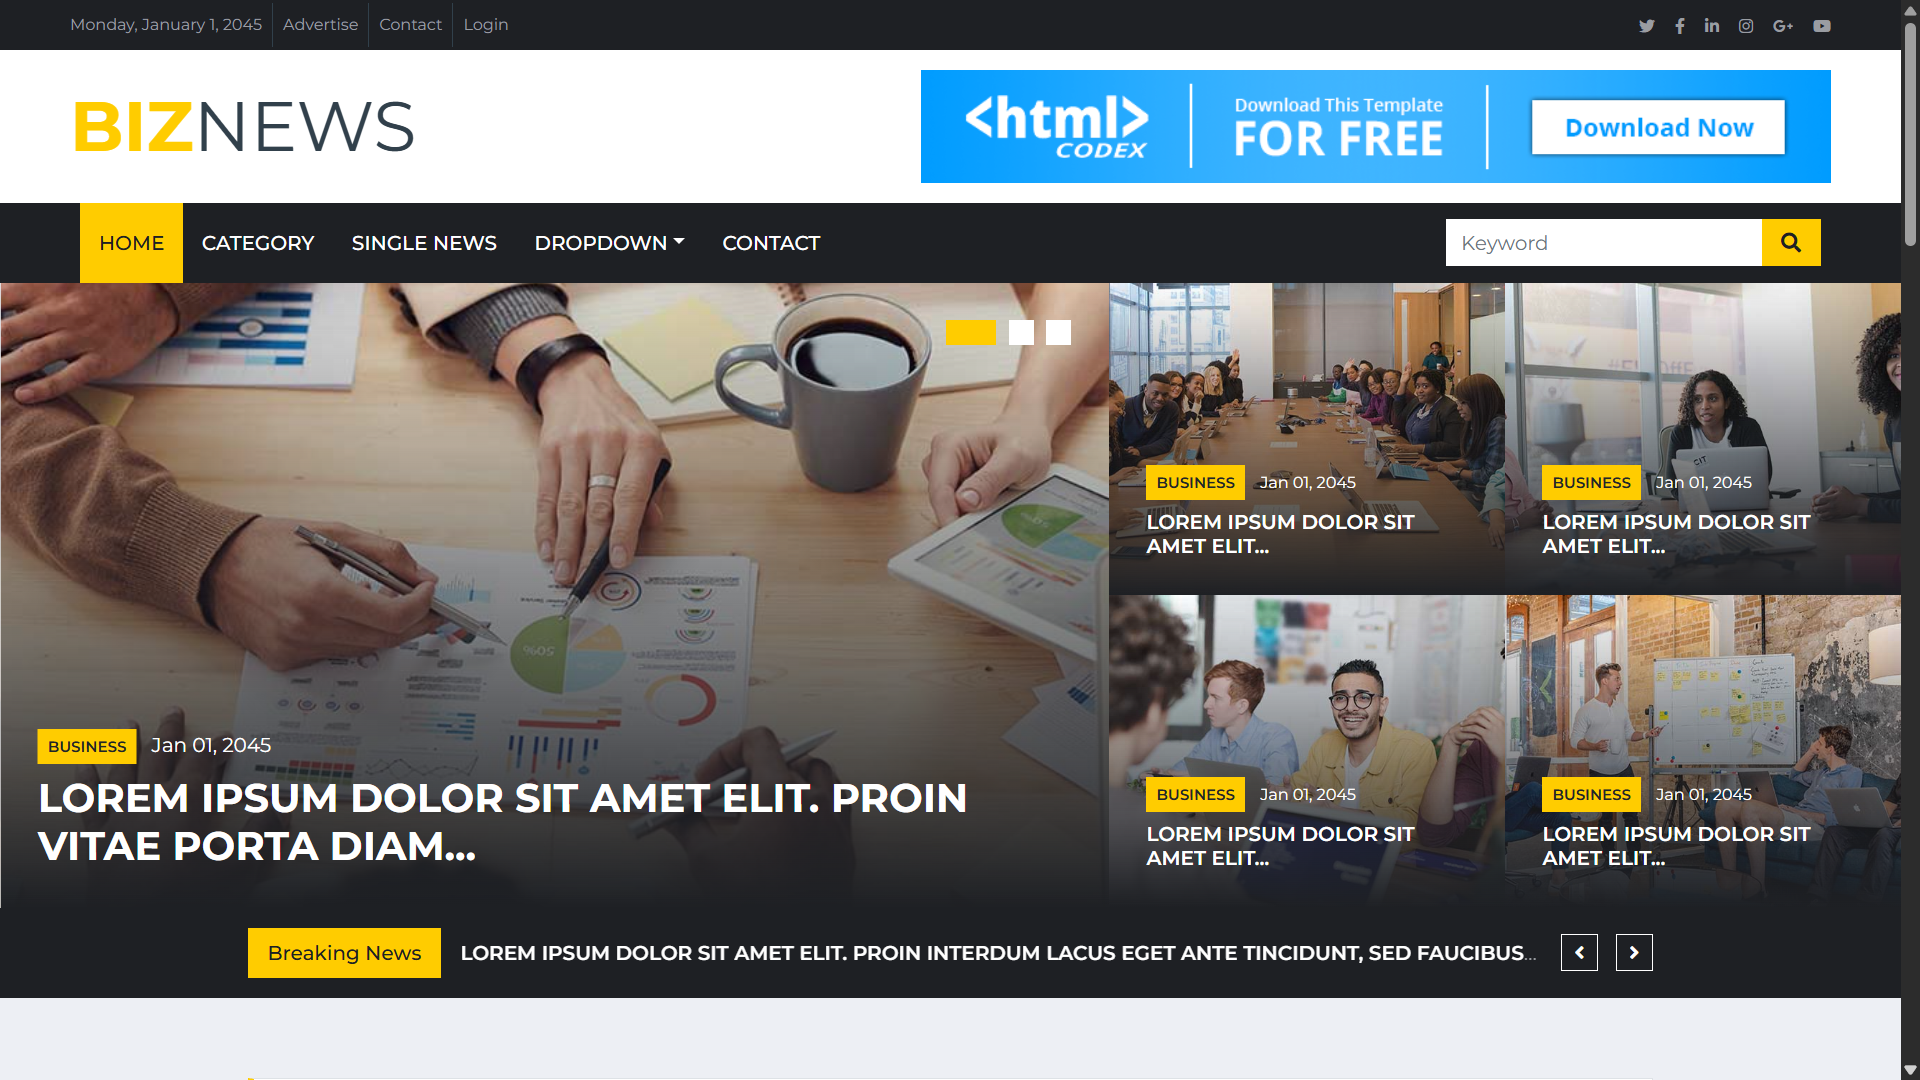 Monday, January 1, 2045 Advertise Contact Login
BIZNEWS
<html>
CODEX
Download This Template
FOR FREE
Download Now
HOME CATEGORY SINGLE NEWS DROPDOWN CONTACT
Keyword
BUSINESS Jan 01, 2045
LOREM IPSUM DOLOR SIT AMET ELIT. PROIN
VITAE PORTA DIAM...
BUSINESS Jan 01, 2045
LOREM IPSUM DOLOR SIT
AMET ELIT...
BUSINESS Jan 01, 2045
LOREM IPSUM DOLOR SIT
AMET ELIT...
BUSINESS Jan 01, 2045
LOREM IPSUM DOLOR SIT
AMET ELIT...
BUSINESS Jan 01, 2045
LOREM IPSUM DOLOR SIT
AMET ELIT...
Breaking News LOREM IPSUM DOLOR SIT AMET ELIT. PROIN INTERDUM LACUS EGET ANTE TINCIDUNT, SED FAUCIBUS...